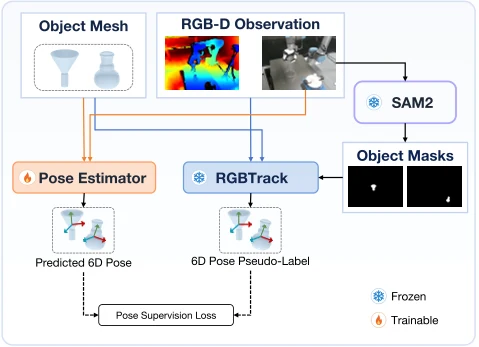 Object Mesh
RGB-D Observation
SAM2
Object Masks
Pose Estimator
RGBTrack
Predicted 6D Pose
6D Pose Pseudo-Label
Pose Supervision Loss
Frozen
Trainable